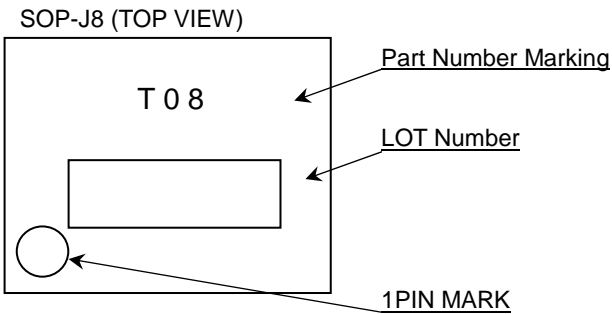 SOP-J8 (TOP VIEW)
Part Number Marking
T 0 8
LOT Number
1PIN MARK